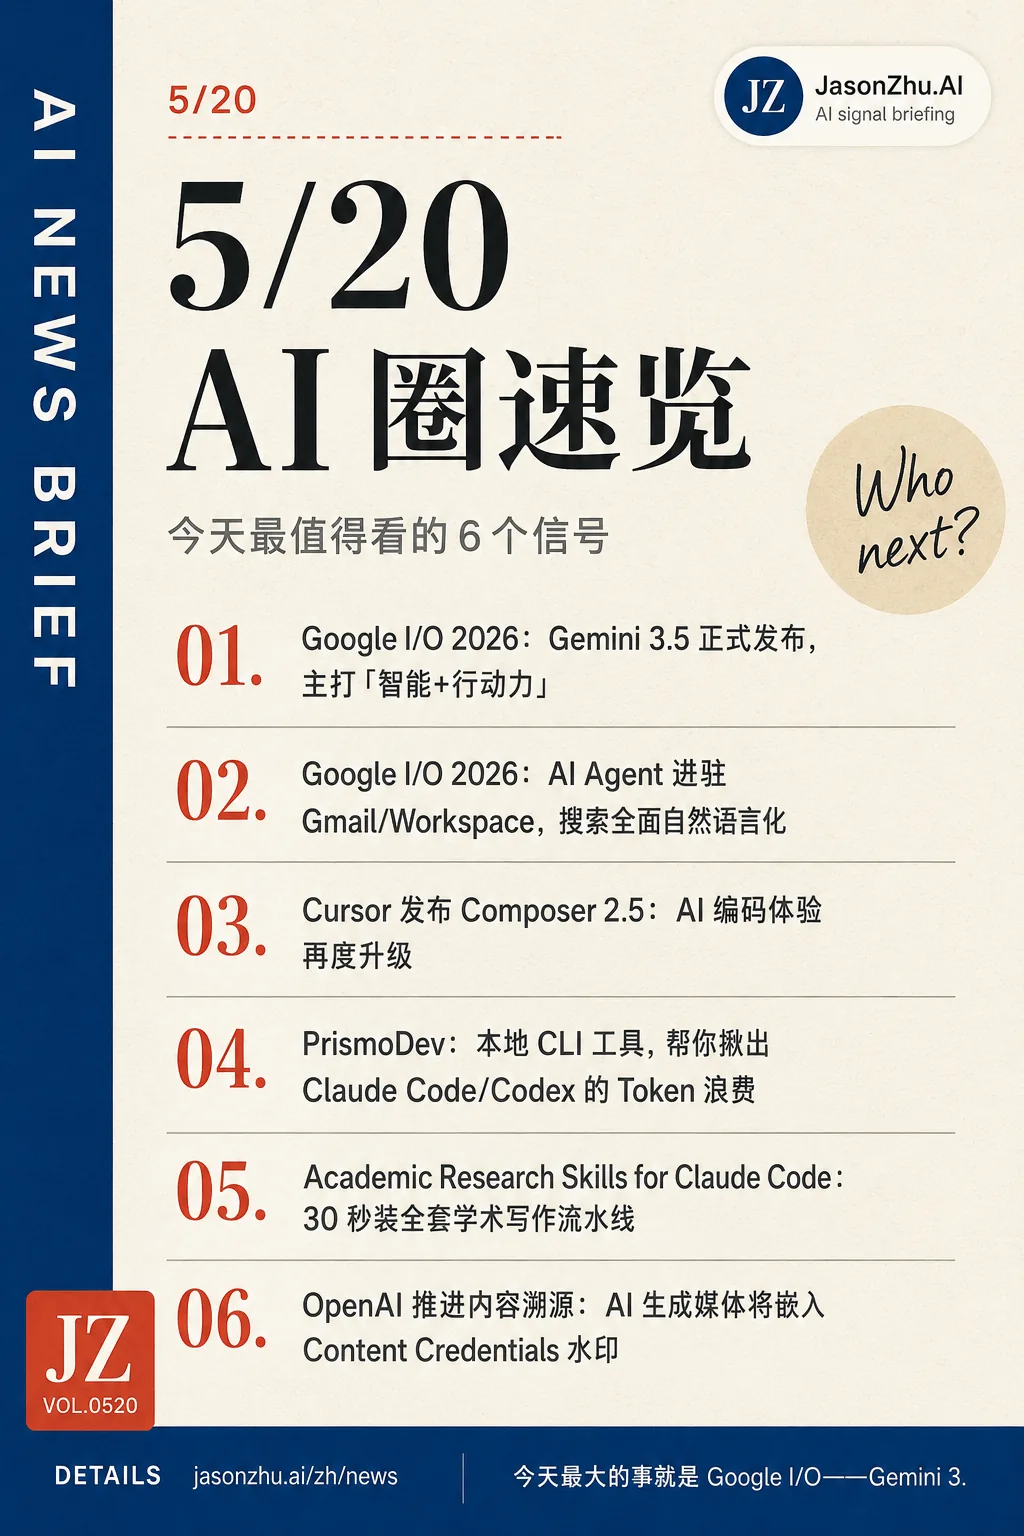 AI NEWS BRIEF
5/20
JZ
JasonZhu.AI
AI signal briefing
5/20
AI 圈速览
今天最值得看的 6 个信号
Who
next?
01.
Google I/O 2026：Gemini 3.5 正式发布，
主打「智能+行动力」
02.
Google I/O 2026：AI Agent 进驻
Gmail/Workspace，搜索全面自然语言化
03.
Cursor 发布 Composer 2.5：AI 编码体验
再度升级
04.
PrismoDev：本地 CLI 工具，帮你揪出
Claude Code/Codex 的 Token 浪费
05.
Academic Research Skills for Claude Code：
30 秒装全套学术写作流水线
06.
OpenAI 推进内容溯源：AI 生成媒体将嵌入
Content Credentials 水印
JZ
VOL.0520
DETAILS
jasonzhu.ai/zh/news
今天最大的事就是 Google I/O——Gemini 3.